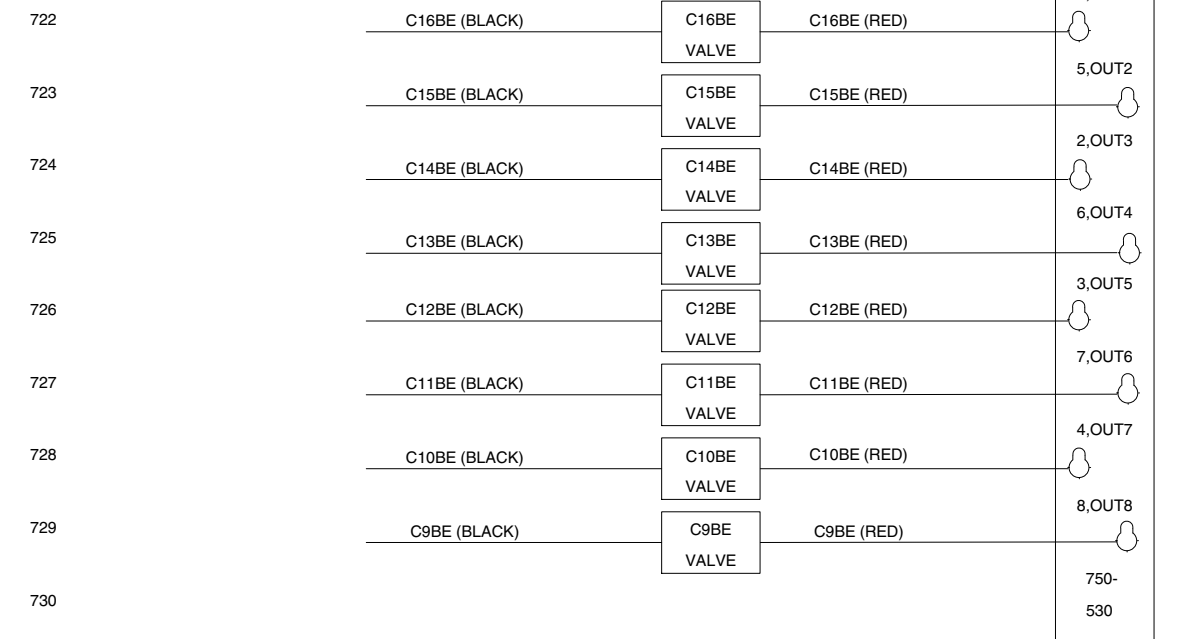 722 C16BE (BLACK) C16BE C16BE (RED)
VALVE
5,OUT2
723 C15BE (BLACK) C15BE C15BE (RED)
VALVE
2,OUT3
724 C14BE (BLACK) C14BE C14BE (RED)
VALVE
6,OUT4
725 C13BE (BLACK) C13BE C13BE (RED)
VALVE
3,OUT5
726 C12BE (BLACK) C12BE C12BE (RED)
VALVE
7,OUT6
727 C11BE (BLACK) C11BE C11BE (RED)
VALVE
4,OUT7
728 C10BE (BLACK) C10BE C10BE (RED)
VALVE
8,OUT8
729 C9BE (BLACK) C9BE C9BE (RED)
VALVE
750-
730 530